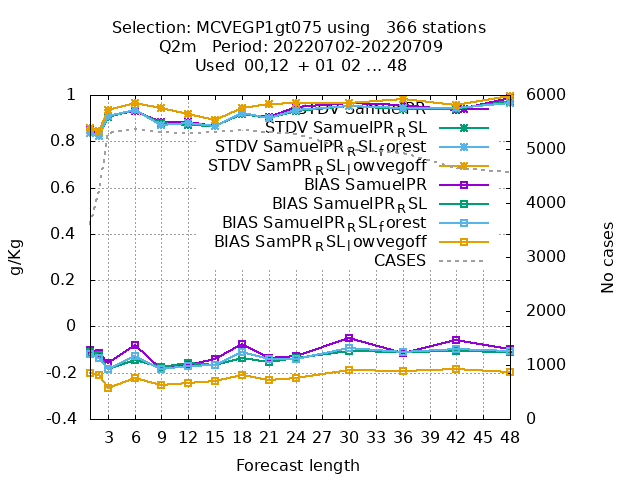 Selection: MCVEGP1gt075 using   366 stations
Q2m   Period: 20220702-20220709
Used  00,12  + 01 02 ... 48
1
0.8
0.6
0.4
0.2
0
-0.2
-0.4
g/Kg
6000
5000
4000
3000
2000
1000
0
No cases
STDV SamuelPR
STDV SamuelPR_RSL
STDV SamuelPR_RSL_forest
STDV SamPR_RSL_lowvegoff
BIAS SamuelPR
BIAS SamuelPR_RSL
BIAS SamuelPR_RSL_forest
BIAS SamPR_RSL_lowvegoff
CASES
3 6 9 12 15 18 21 24 27 30 33 36 39 42 45 48
Forecast length